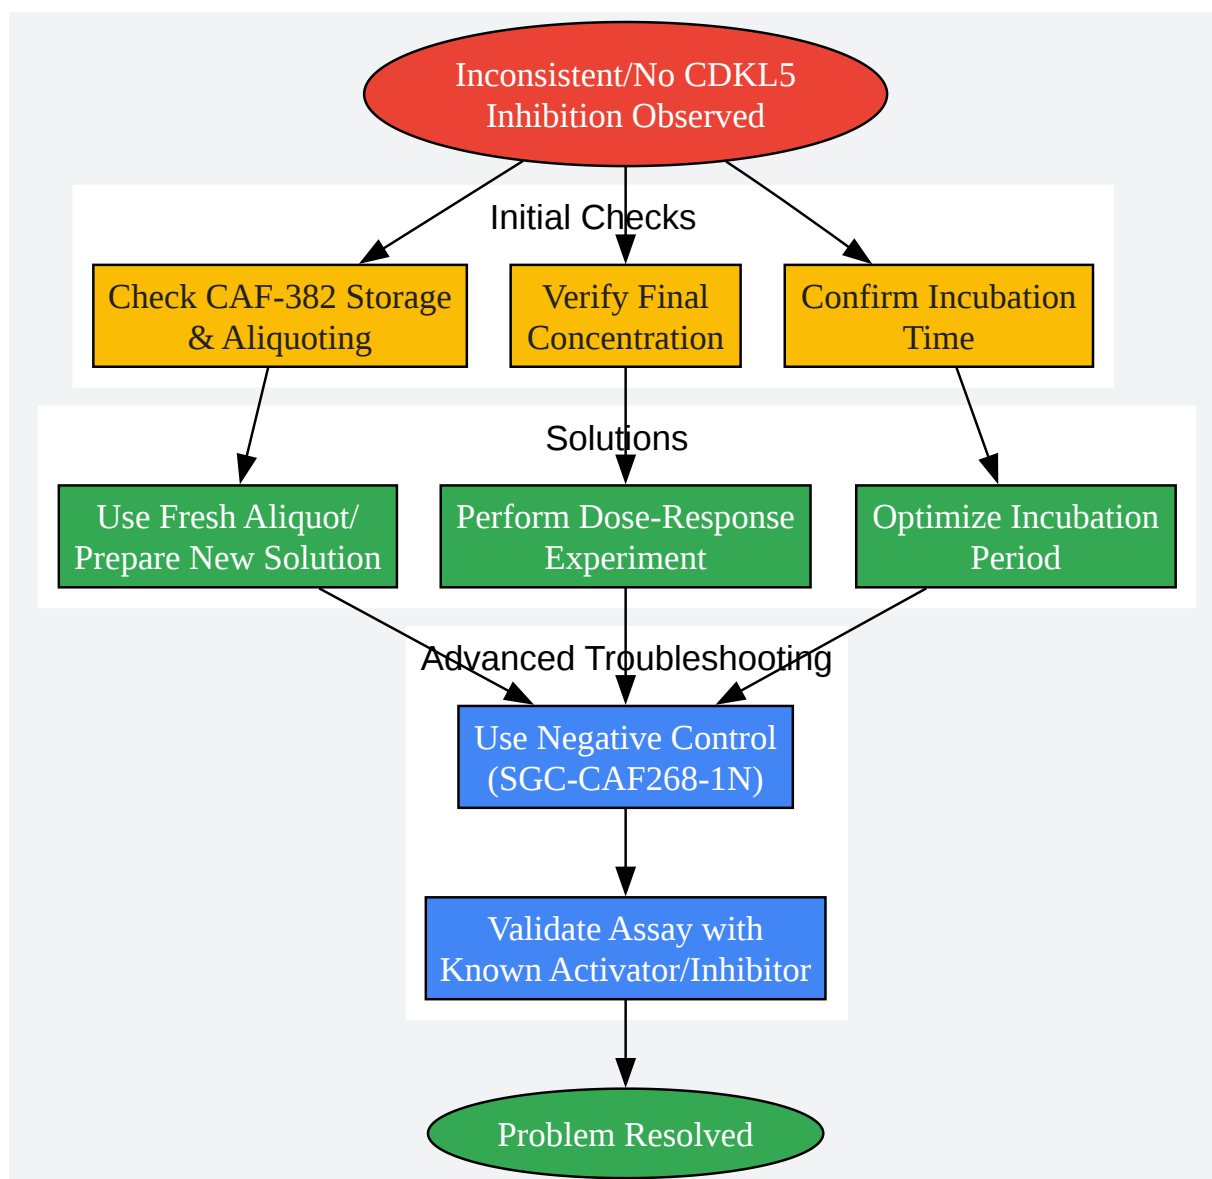 Inconsistent/No CDKL5
Inhibition Observed
Initial Checks
Check CAF-382 Storage
& Aliquoting
Verify Final
Concentration
Confirm Incubation
Time
Solutions
Use Fresh Aliquot/
Prepare New Solution
Perform Dose-Response
Experiment
Optimize Incubation
Period
Advanced Troubleshooting
Use Negative Control
(SGC-CAF268-1N)
Validate Assay with
Known Activator/Inhibitor
Problem Resolved